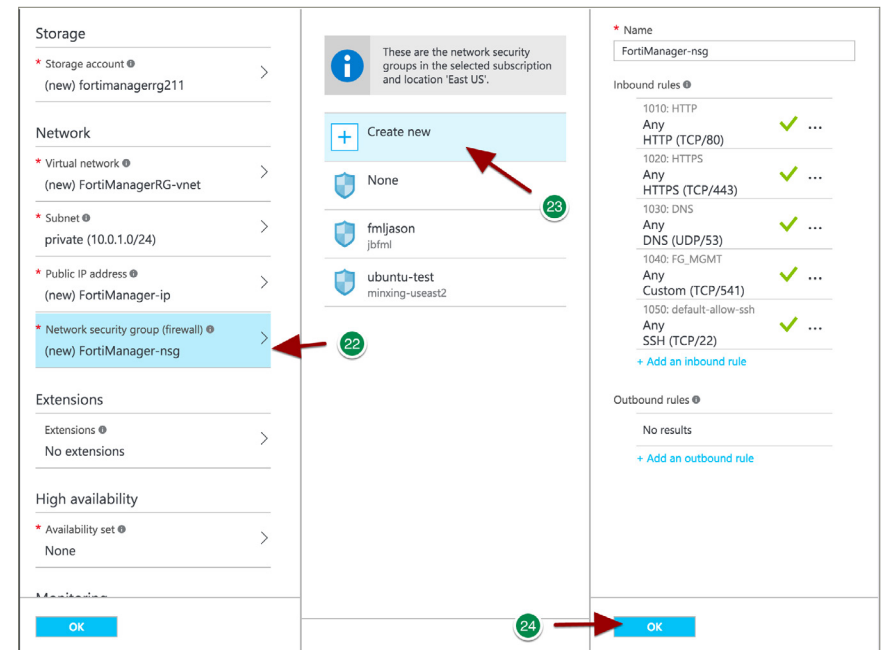 Storage
* Storage account
(new) fortimanagerrg211
Network
* Virtual network
(new) FortiManagerRG-vnet
* Subnet
private (10.0.1.0/24)
* Public IP address
(new) FortiManager-ip
* Network security group (firewall)
(new) FortiManager-nsg
22
Extensions
Extensions
No extensions
High availability
* Availability set
None
Monitoring
OK
These are the network security
groups in the selected subscription
and location 'East US'.
Create new
23
None
fmljason
jbfml
ubuntu-test
minxing-useast2
* Name
FortiManager-nsg
Inbound rules
1010: HTTP
Any
HTTP (TCP/80)
...
1020: HTTPS
Any
HTTPS (TCP/443)
...
1030: DNS
Any
DNS (UDP/53)
...
1040: FG_MGMT
Any
Custom (TCP/541)
...
1050: default-allow-ssh
Any
SSH (TCP/22)
...
+ Add an inbound rule
Outbound rules
No results
+ Add an outbound rule
24
OK